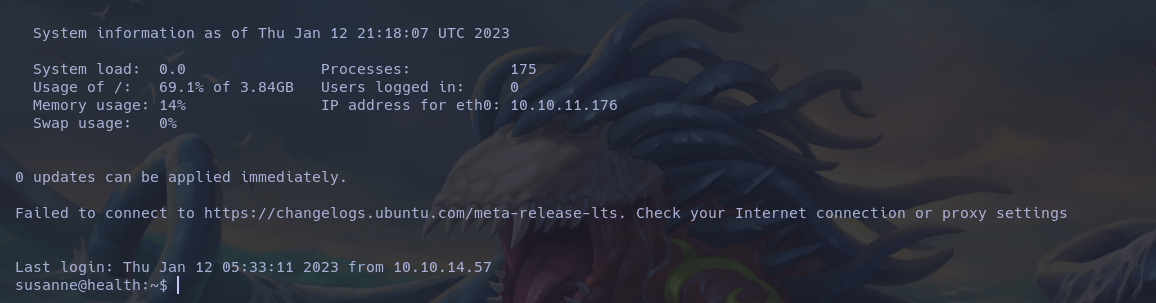 System information as of Thu Jan 12 21:18:07 UTC 2023
System load:  0.0               Processes:           175
Usage of /:   69.1% of 3.84GB   Users logged in:     0
Memory usage: 14%               IP address for eth0: 10.10.11.176
Swap usage:   0%
0 updates can be applied immediately.
Failed to connect to https://changelogs.ubuntu.com/meta-release-lts. Check your Internet connection or proxy settings
Last login: Thu Jan 12 05:33:11 2023 from 10.10.14.57
susanne@health:~$